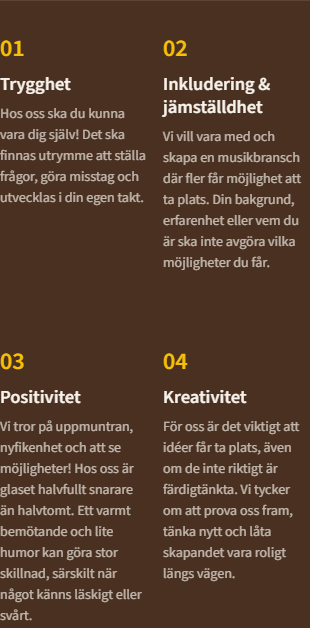 01
Trygghet
Hos oss ska du kunna
vara dig själv! Det ska
finnas utrymme att ställa
frågor, göra misstag och
utvecklas i din egen takt.
02
Inkludering &
jämställdhet
Vi vill vara med och
skapa en musikbransch
där fler får möjlighet att
ta plats. Din bakgrund,
erfarenhet eller vem du
är ska inte avgöra vilka
möjligheter du får.
03
Positivitet
Vi tror på uppmuntran,
nyfikenhet och att se
möjligheter! Hos oss är
glaset halvfullt snarare
än halvtomt. Ett varmt
bemötande och lite
humor kan göra stor
skillnad, särskilt när
något känns läskigt eller
svårt.
04
Kreativitet
För oss är det viktigt att
idéer får ta plats, även
om de inte riktigt är
färdigtänkta. Vi tycker
om att prova oss fram,
tänka nytt och låta
skapandet vara roligt
längs vägen.